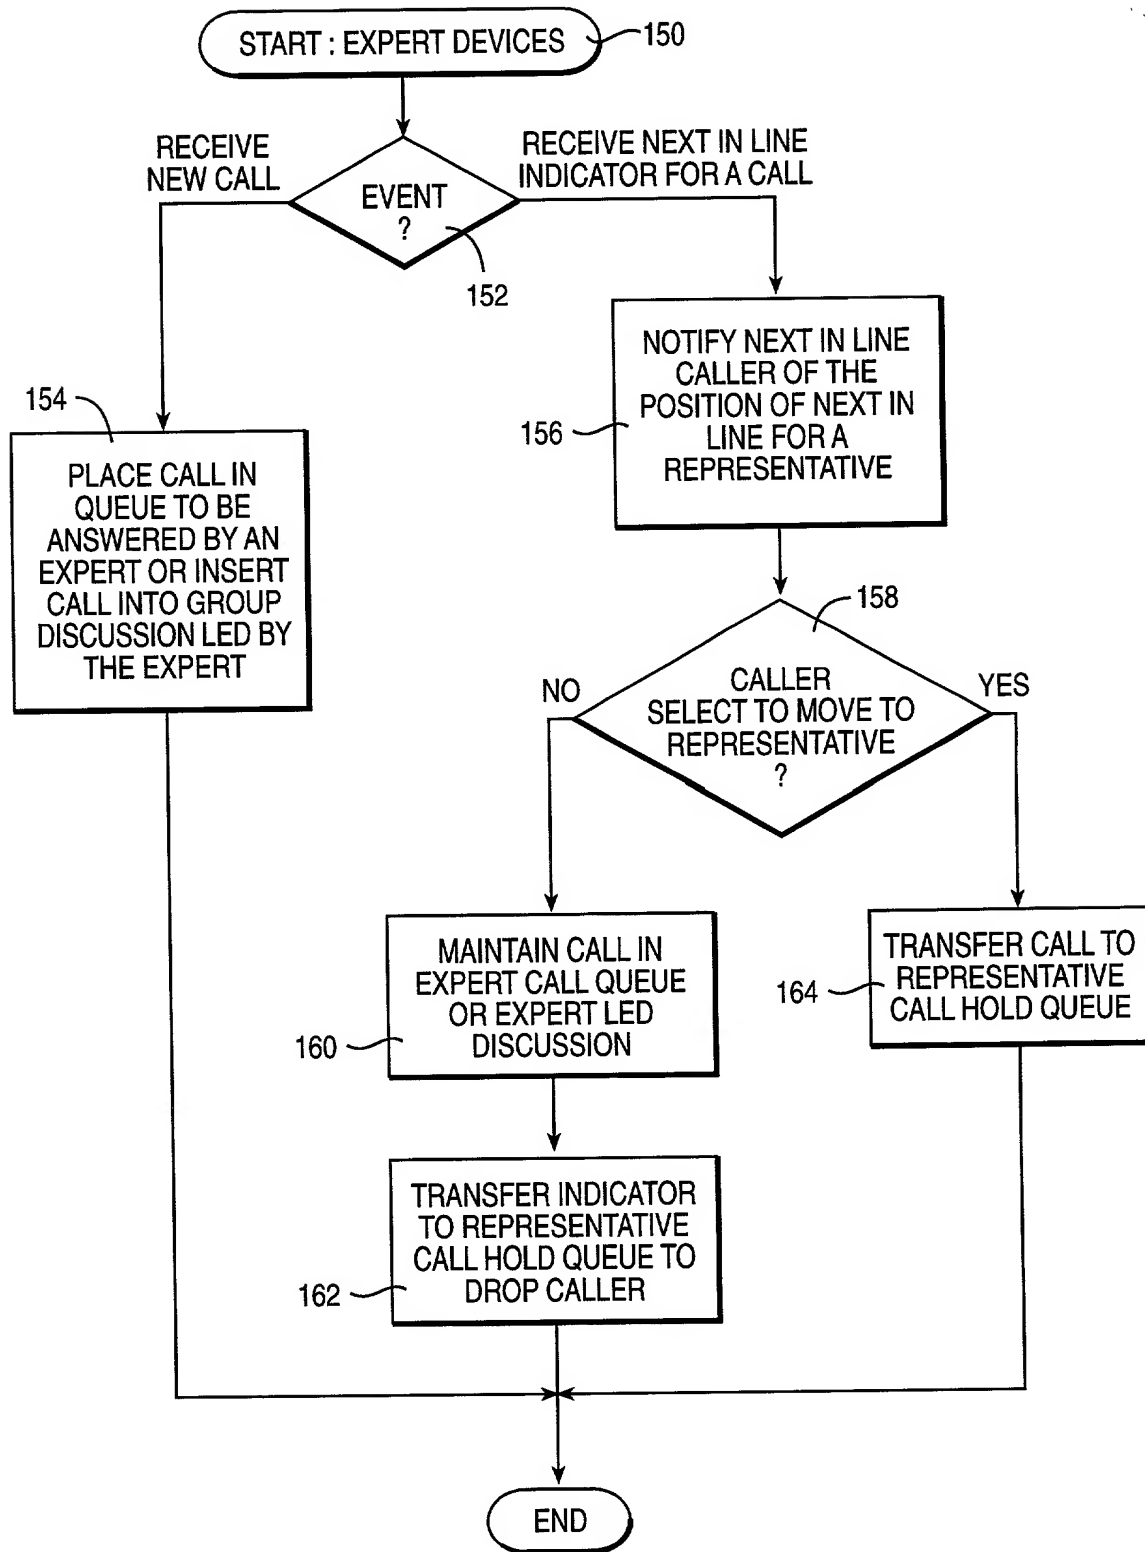 START : EXPERT DEVICES
150
RECEIVE
NEW CALL
RECEIVE NEXT IN LINE
INDICATOR FOR A CALL
EVENT
?
152
154
PLACE CALL IN
QUEUE TO BE
ANSWERED BY AN
EXPERT OR INSERT
CALL INTO GROUP
DISCUSSION LED BY
THE EXPERT
156
NOTIFY NEXT IN LINE
CALLER OF THE
POSITION OF NEXT IN
LINE FOR A
REPRESENTATIVE
158
NO
CALLER
SELECT TO MOVE TO
REPRESENTATIVE
?
YES
160
MAINTAIN CALL IN
EXPERT CALL QUEUE
OR EXPERT LED
DISCUSSION
164
TRANSFER CALL TO
REPRESENTATIVE
CALL HOLD QUEUE
162
TRANSFER INDICATOR
TO REPRESENTATIVE
CALL HOLD QUEUE TO
DROP CALLER
END